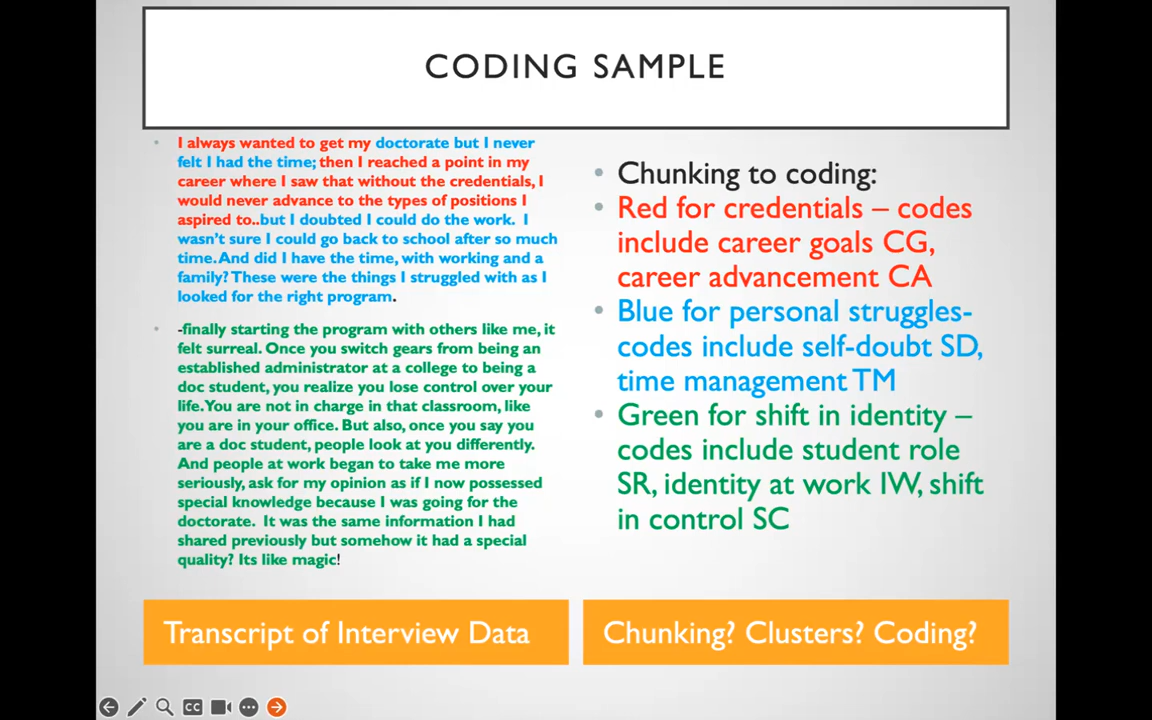 CODING SAMPLE
I always wanted to get my doctorate but I never
felt I had the time; then I reached a point in my
career where I saw that without the credentials, I
would never advance to the types of positions I
aspired to..but I doubted I could do the work. I
wasn't sure I could go back to school after so much
time. And did I have the time, with working and a
family? These were the things I struggled with as I
looked for the right program.
-finally starting the program with others like me, it
felt surreal. Once you switch gears from being an
established administrator at a college to being a
doc student, you realize you lose control over your
life. You are not in charge in that classroom, like
you are in your office. But also, once you say you
are a doc student, people look at you differently.
And people at work began to take me more
seriously, ask for my opinion as if I now possessed
special knowledge because I was going for the
doctorate. It was the same information I had
shared previously but somehow it had a special
quality? Its like magic!
Chunking to coding:
Red for credentials – codes
include career goals CG,
career advancement CA
Blue for personal struggles-
codes include self-doubt SD,
time management TM
Green for shift in identity –
codes include student role
SR, identity at work IW, shift
in control SC
Transcript of Interview Data
Chunking? Clusters? Coding?
CC